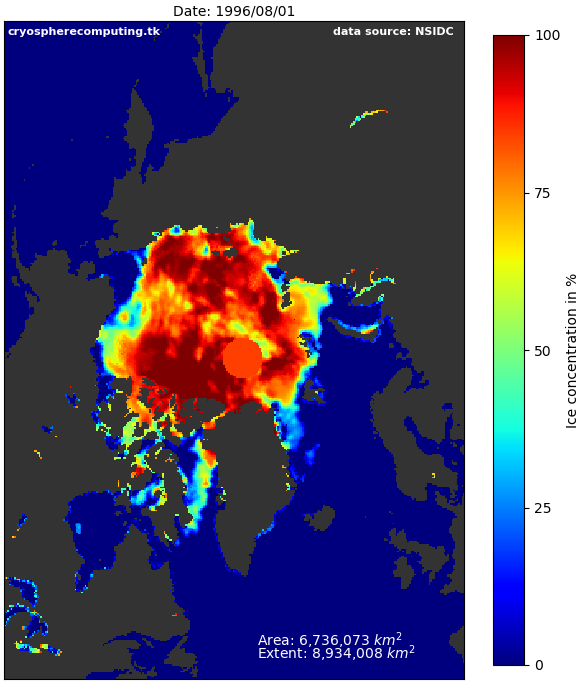 Date: 1996/08/01
cryospherecomputing.tk
data source: NSIDC
100
75
50
25
0
Ice concentration in %
Area: 6,736,073 km²
Extent: 8,934,008 km²